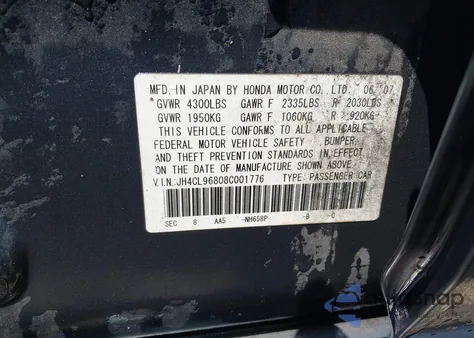 MFD. IN JAPAN BY HONDA MOTOR CO., LTD. 06/07
GVWR 4300LBS GAWR F 2335LBS R 2030LBS
GVWR 1950KG GAWR F 1060KG R 920KG
THIS VEHICLE CONFORMS TO ALL APPLICABLE
FEDERAL MOTOR VEHICLE SAFETY BUMPER,
AND THEFT PREVENTION STANDARDS IN EFFECT
ON THE DATE OF MANUFACTURE SHOWN ABOVE.
V.I.N:JH4CL96808C001776 TYPE: PASSENGER CAR
SEC 8 AA5 -NH658P -B -C